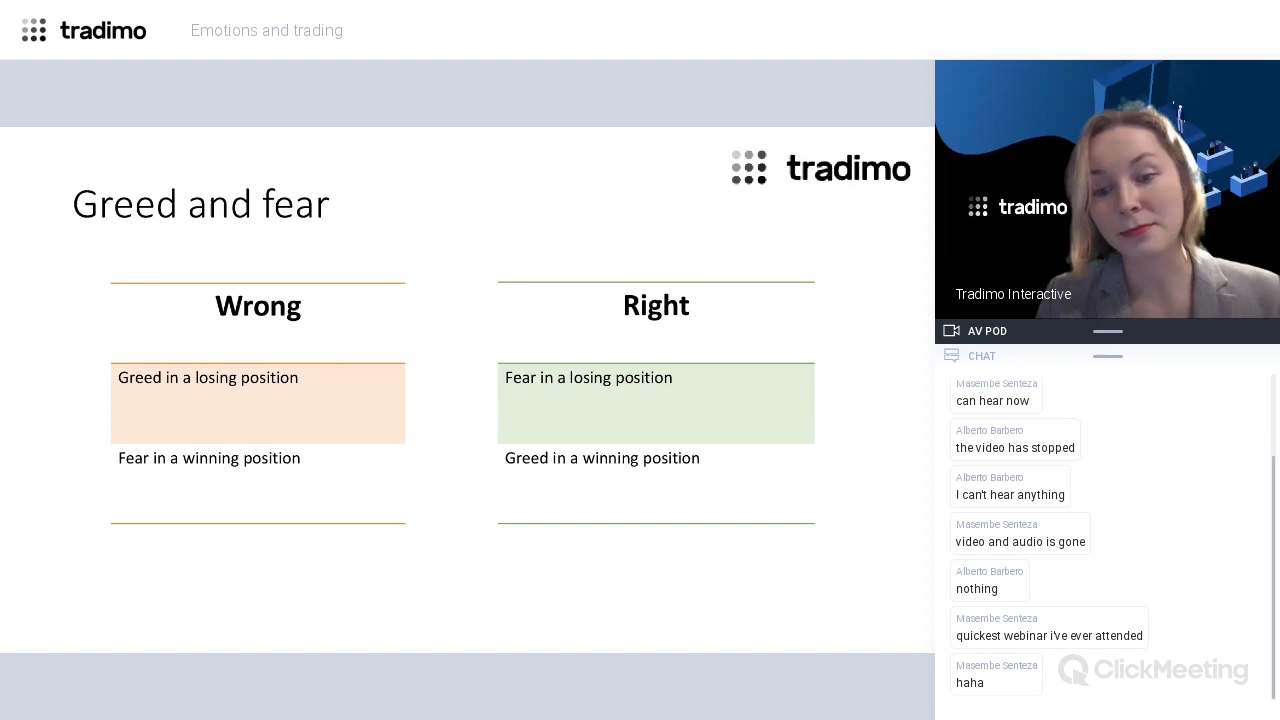 tradimo
Emotions and trading
tradimo
Greed and fear
Wrong
Right
Greed in a losing position
Fear in a losing position
Fear in a winning position
Greed in a winning position
tradimo
Tradimo Interactive
AV POD
CHAT
Masembe Senteza
can hear now
Alberto Barbero
the video has stopped
Alberto Barbero
I can't hear anything
Masembe Senteza
video and audio is gone
Alberto Barbero
nothing
Masembe Senteza
quickest webinar i've ever attended
Masembe Senteza
haha
ClickMeeting